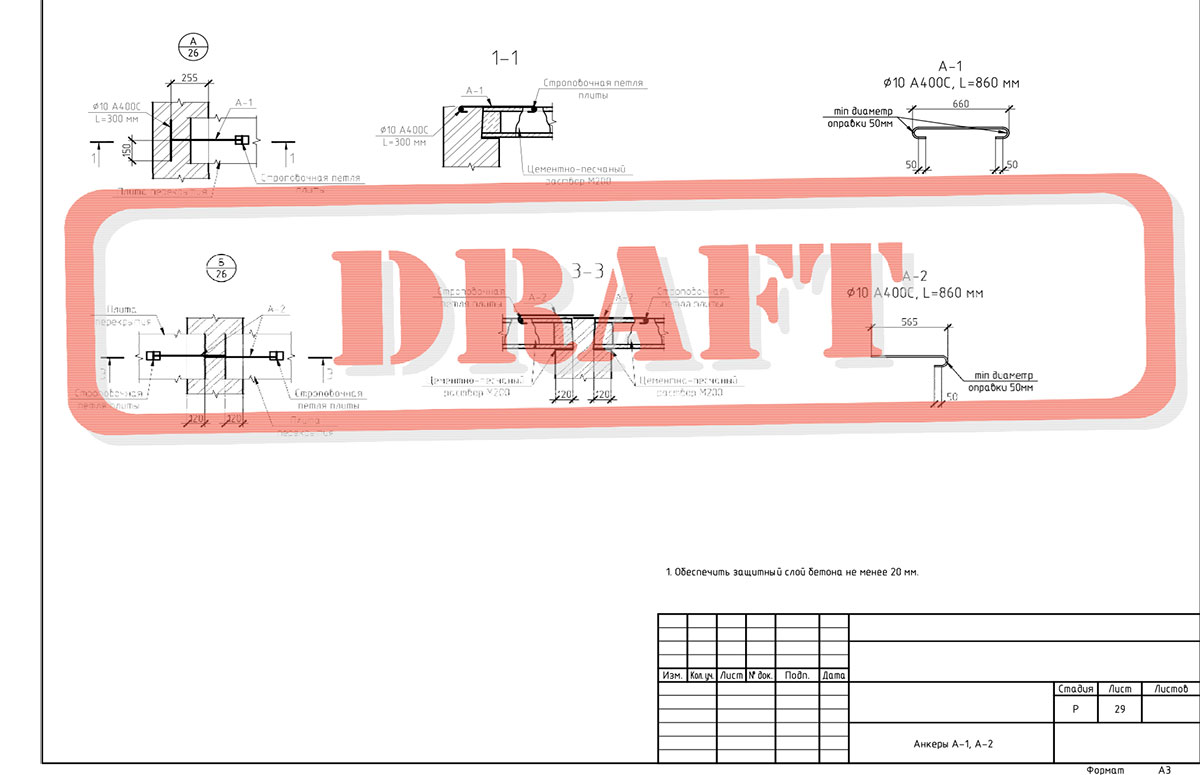 А
26
255
⌀10 А400С
L=300 мм
А-1
150
1
1
Строповочная петля
плиты
Плита перекрытия
1-1
А-1
Строповочная петля
плиты
⌀10 А400С
L=300 мм
Цементно-песчаный
раствор М200
А-1
⌀10 А400С, L=860 мм
660
min диаметр
оправки 50мм
50
50
DRAFT
Б
26
Плита
перекрытия
А-2
3
3
Строповочная
петля плиты
Строповочная
петля плиты
120
120
Плита
перекрытия
3-3
Строповочная
петля плиты
А-2
А-2
Строповочная
петля плиты
Цементно-песчаный
раствор М200
Цементно-песчаный
раствор М200
120
120
А-2
⌀10 А400С, L=860 мм
565
min диаметр
оправки 50мм
50
1. Обеспечить защитный слой бетона не менее 20 мм.
Изм. Кол.уч. Лист № док. Подп. Дата
Стадия Лист Листов
Р 29
Анкеры А-1, А-2
Формат А3